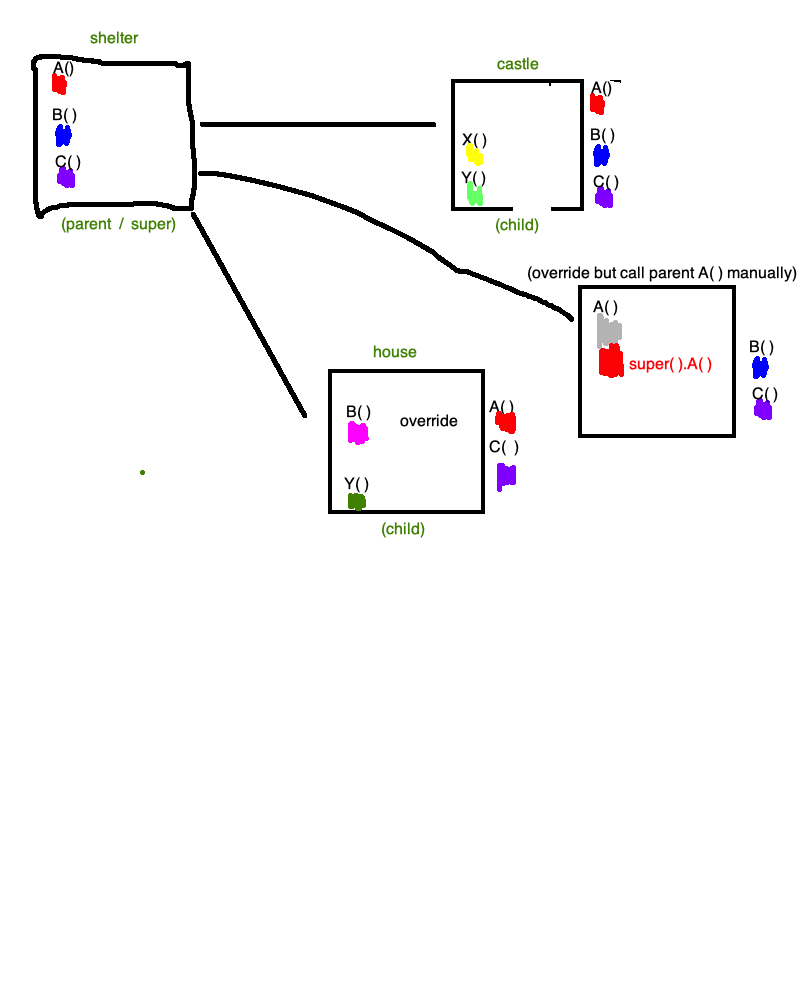 shelter
A()
B()
C()
(parent / super)
castle
X()
Y()
A()
B()
C()
(child)
(override but call parent A() manually)
A()
super().A()
B()
C()
house
B()
override
Y()
A()
C()
(child)